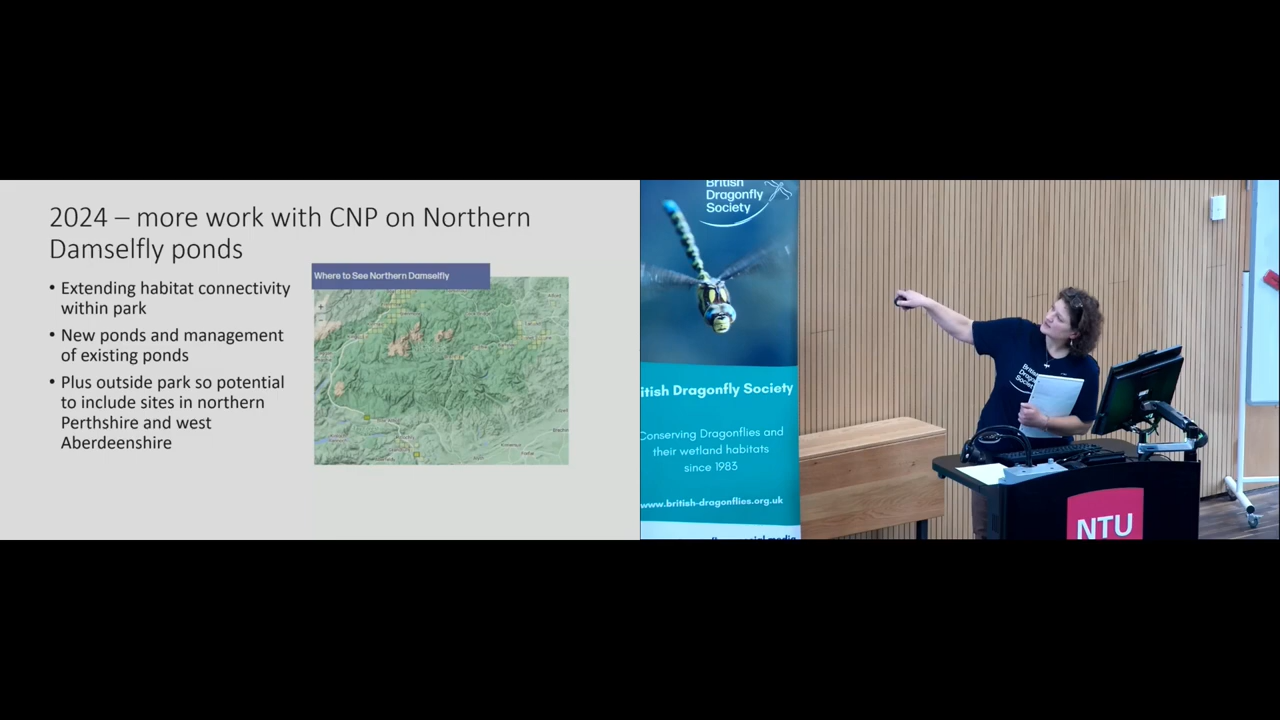 2024 – more work with CNP on Northern
Damselfly ponds
• Extending habitat connectivity
within park
• New ponds and management
of existing ponds
• Plus outside park so potential
to include sites in northern
Perthshire and west
Aberdeenshire
Where to See Northern Damselfly
British
Dragonfly
Society
itish Dragonfly Society
Conserving Dragonflies and
their wetland habitats
since 1983
www.british-dragonflies.org.uk
British
Dragon
Society
NTU